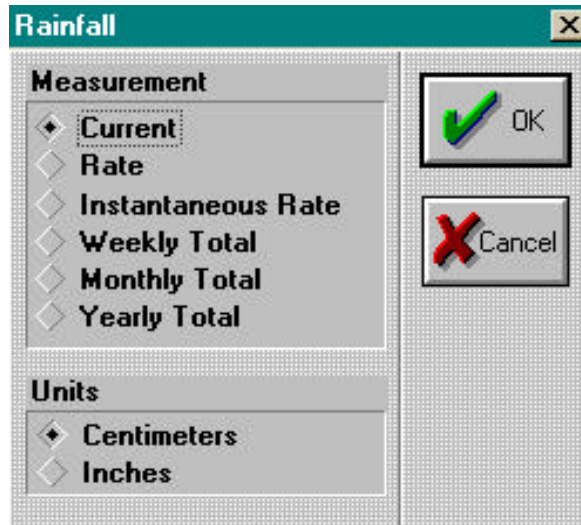 Rainfall
Measurement
Current
Rate
Instantaneous Rate
Weekly Total
Monthly Total
Yearly Total
Units
Centimeters
Inches
OK
Cancel